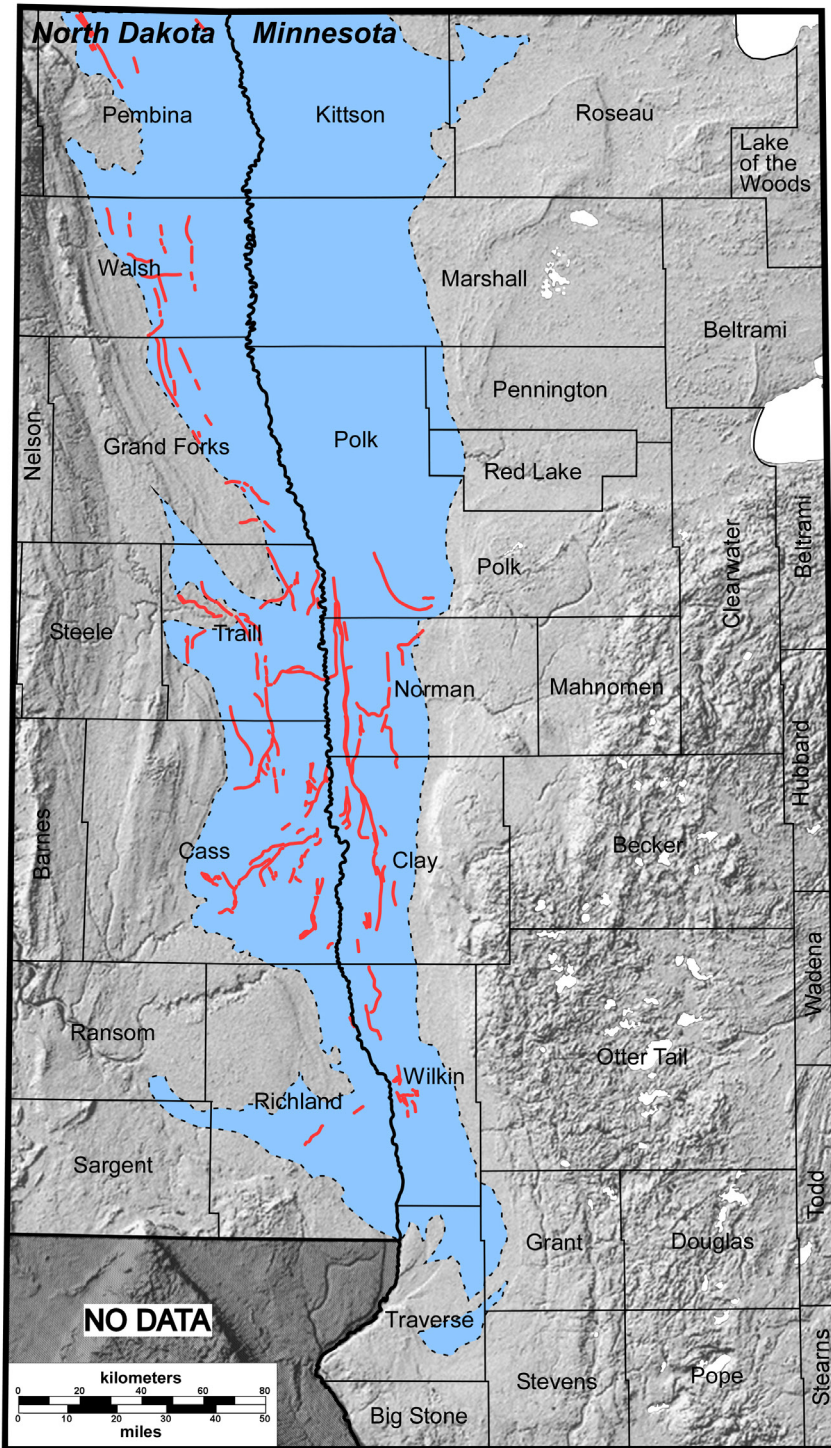 North Dakota Minnesota
Pembina
Kittson
Roseau
Lake
of the
Woods
Walsh
Marshall
Beltrami
Pennington
Nelson
Grand Forks
Polk
Red Lake
Clearwater
Beltrami
Polk
Steele
Traill
Norman
Mahnomen
Hubbard
Barnes
Cass
Clay
Becker
Wadena
Ransom
Otter Tail
Richland
Wilkin
Sargent
Todd
Grant
Douglas
NO DATA
Traverse
Stevens
Pope
Stearns
Big Stone
kilometers
0 20 40 60 80
0 10 20 30 40 50
miles